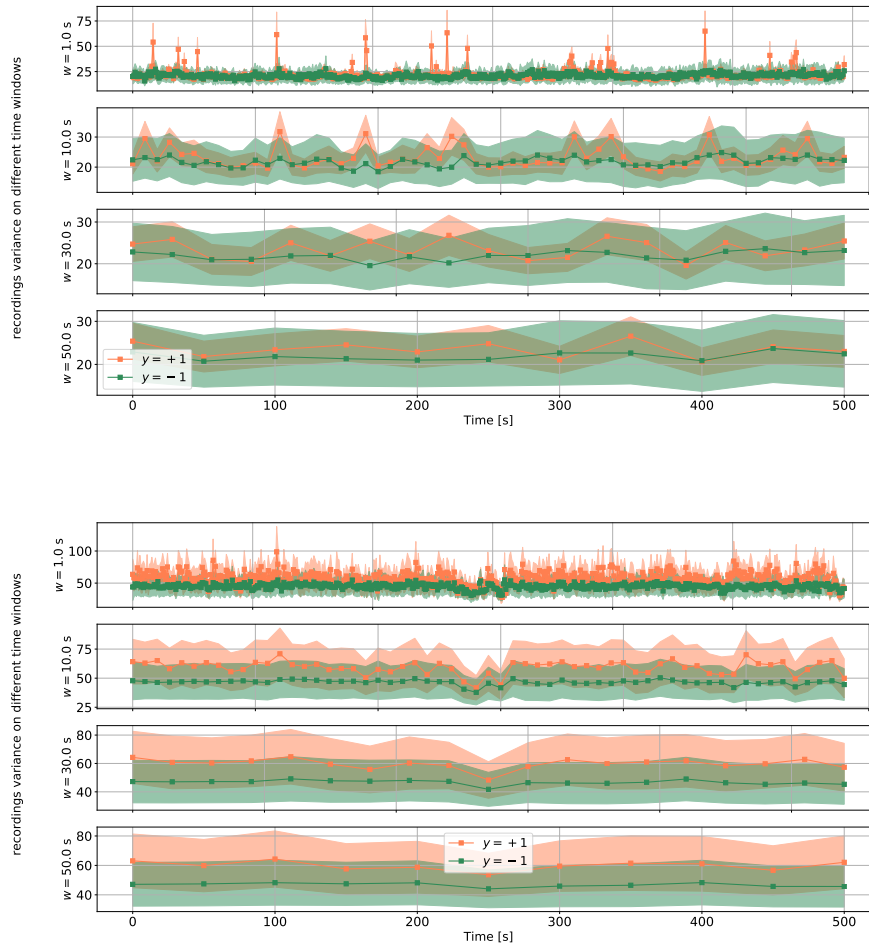 recordings variance on different time windows
w = 1.0 s
75
50
25
w = 10.0 s
30
20
w = 30.0 s
30
20
w = 50.0 s
30
20
y = +1
y = −1
0 100 200 300 400 500
Time [s]
recordings variance on different time windows
w = 1.0 s
100
50
w = 10.0 s
75
50
25
w = 30.0 s
80
60
40
w = 50.0 s
80
60
40
y = +1
y = −1
0 100 200 300 400 500
Time [s]